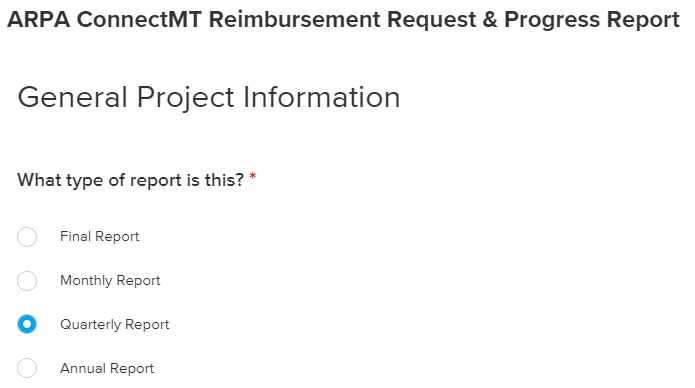 ARPA ConnectMT Reimbursement Request & Progress Report
General Project Information
What type of report is this? *
Final Report
Monthly Report
Quarterly Report
Annual Report